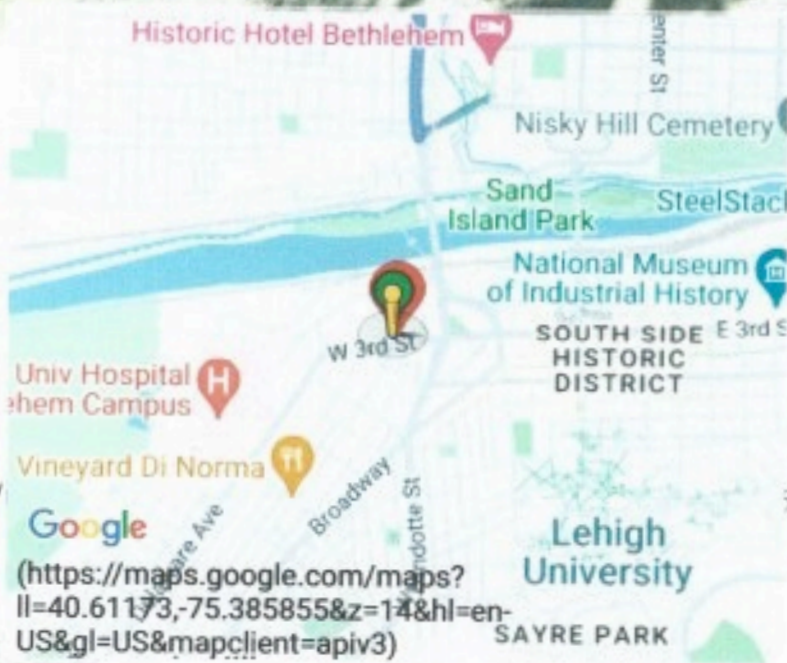 Historic Hotel Bethlehem
enter St
Nisky Hill Cemetery
Sand
Island Park
SteelStac
National Museum
of Industrial History
W 3rd St
SOUTH SIDE
HISTORIC
DISTRICT
E 3rd S
Univ Hospital
ehem Campus
H
Vineyard Di Norma
Broadway
Lehigh
University
Google
(https://maps.google.com/maps?
ll=40.61173,-75.385855&z=14&hl=en-
US&gl=US&mapclient=apiv3)
SAYRE PARK